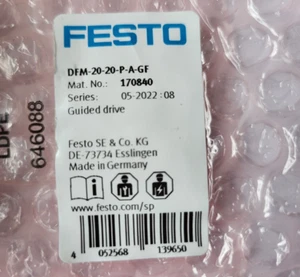 FESTO
DFM-20-20-P-A-GF
Mat. No.: 170840
Series: 05-2022 : 08
Guided drive
Festo SE & Co. KG
DE-73734 Esslingen
Made in Germany
www.festo.com/sp
4 052568 139650
LDPE
646088